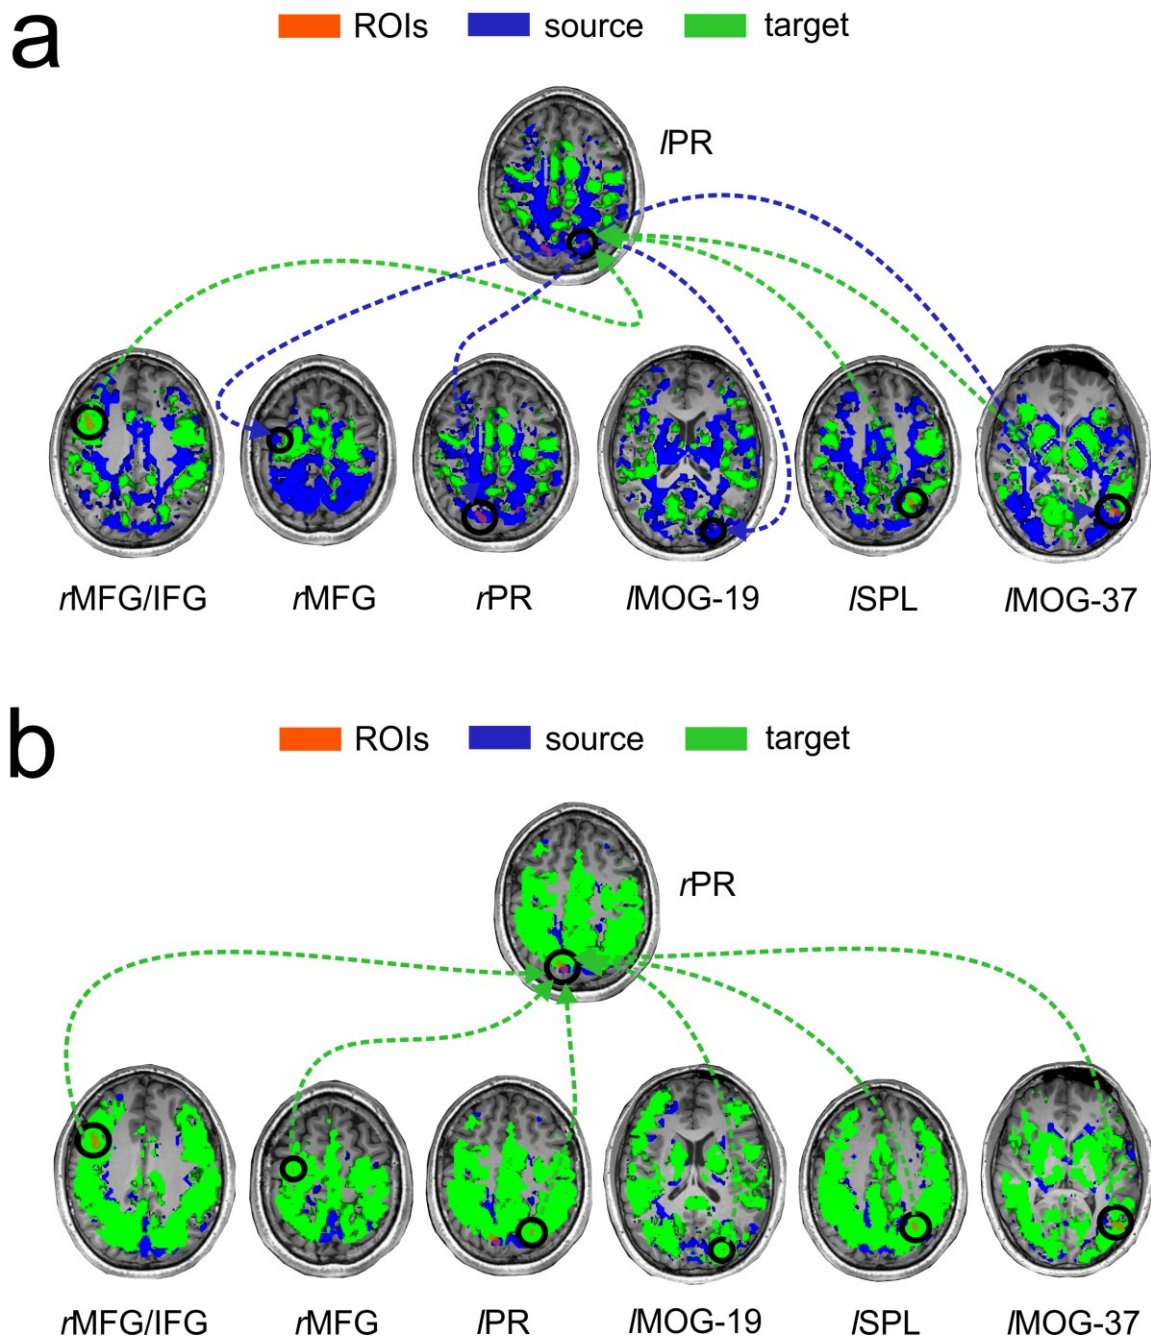 a
ROIs source target
lPR
rMFG/IFG rMFG rPR lMOG-19 lSPL lMOG-37
b
ROIs source target
rPR
rMFG/IFG rMFG lPR lMOG-19 lSPL lMOG-37